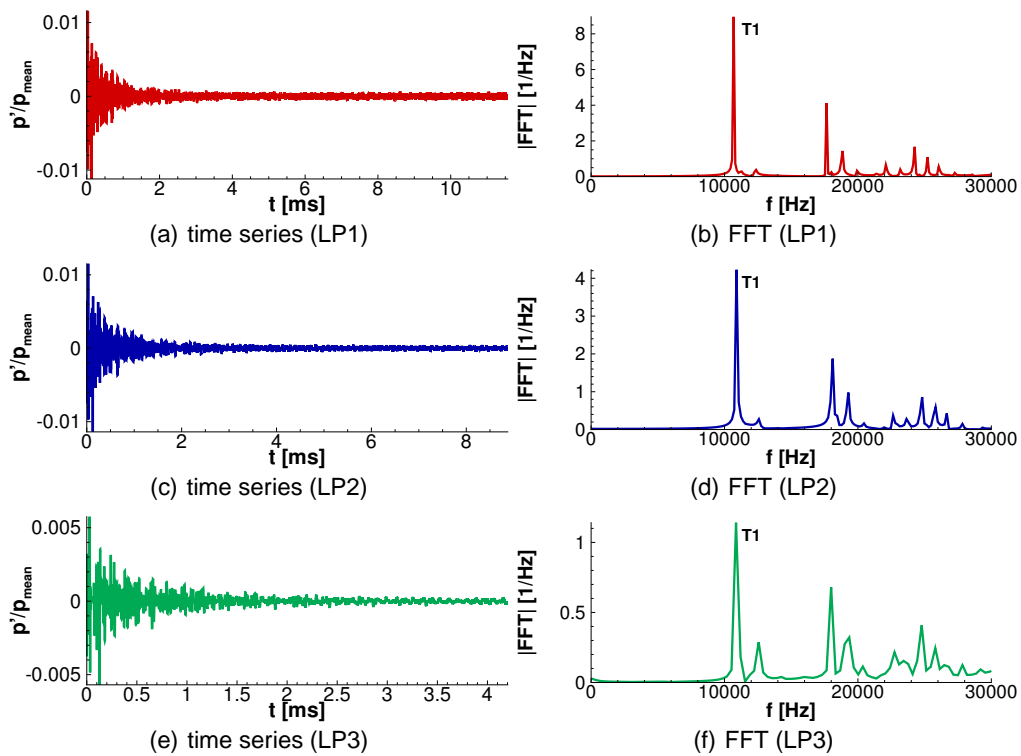 0.01
0
-0.01
p'/p_mean
0 2 4 6 8 10
t [ms]
(a) time series (LP1)
8
6
4
2
0
|FFT| [1/Hz]
T1
0 10000 20000 30000
f [Hz]
(b) FFT (LP1)
0.01
0
-0.01
p'/p_mean
0 2 4 6 8
t [ms]
(c) time series (LP2)
4
3
2
1
0
|FFT| [1/Hz]
T1
0 10000 20000 30000
f [Hz]
(d) FFT (LP2)
0.005
0
-0.005
p'/p_mean
0 0.5 1 1.5 2 2.5 3 3.5 4
t [ms]
(e) time series (LP3)
1
0.5
0
|FFT| [1/Hz]
T1
0 10000 20000 30000
f [Hz]
(f) FFT (LP3)